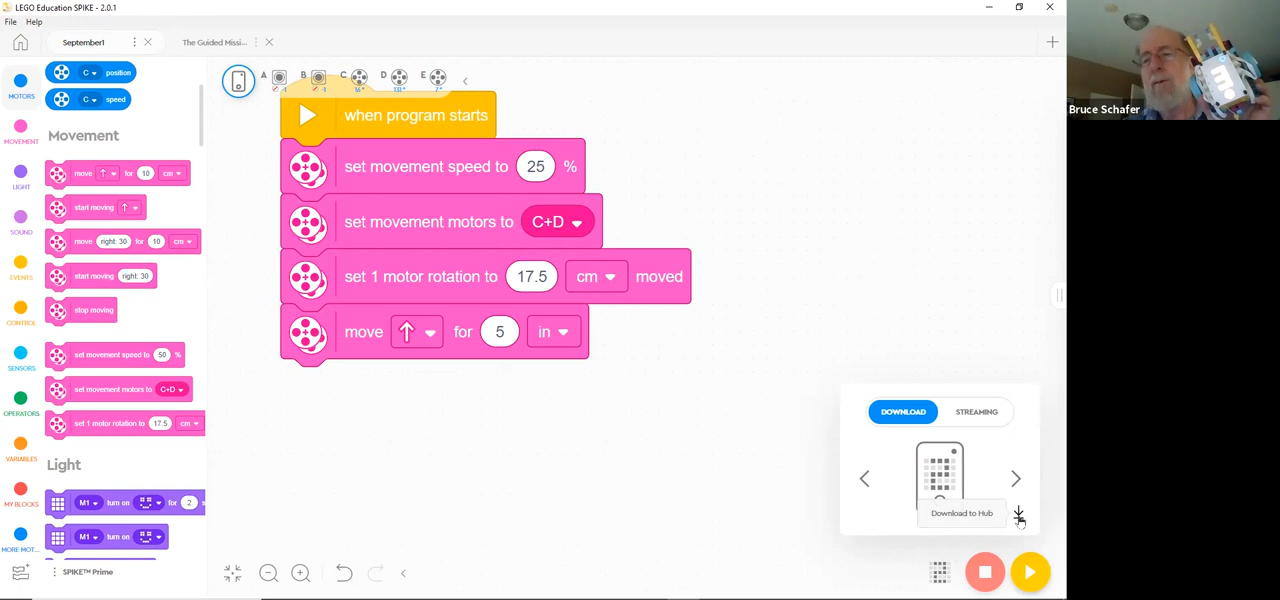 LEGO Education SPIKE - 2.0.1
File Help
September1
The Guided Missi...
A B C D E
16° 133° 7°
MOTORS
MOVEMENT
LIGHT
SOUND
EVENTS
CONTROL
SENSORS
OPERATORS
VARIABLES
MY BLOCKS
MORE MOT...
C position
C speed
Movement
move for 10 cm
start moving
move right: 30 for 10 cm
start moving right: 30
stop moving
set movement speed to 50 %
set movement motors to C+D
set 1 motor rotation to 17.5 cm
Light
M1 turn on for 2 s
M1 turn on
when program starts
set movement speed to 25 %
set movement motors to C+D
set 1 motor rotation to 17.5 cm moved
move for 5 in
DOWNLOAD STREAMING
Download to Hub
SPIKE™ Prime
Bruce Schafer